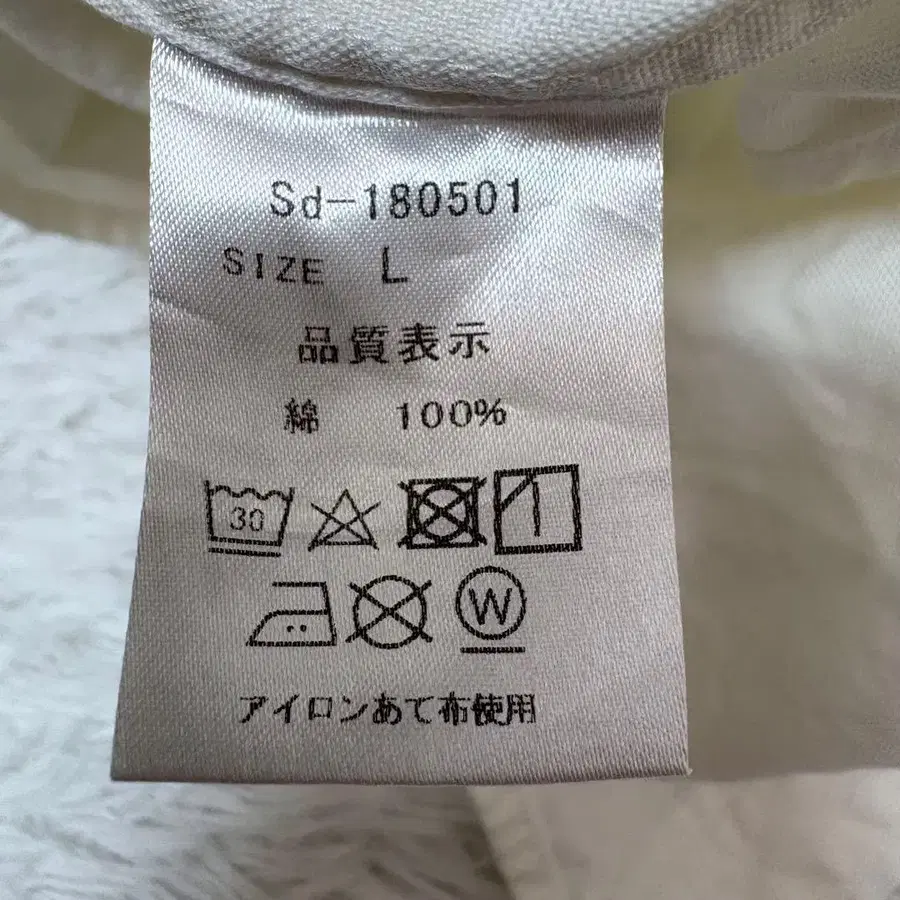 Sd-180501
SIZE L
品質表示
綿 100%
30
W
アイロンあて布使用